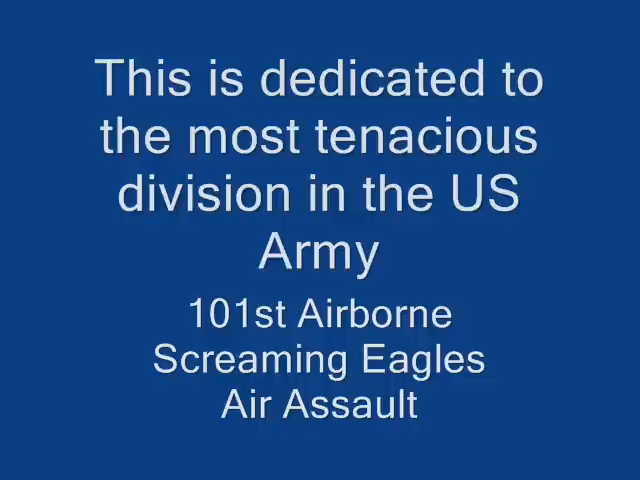 This is dedicated to
the most tenacious
division in the US
Army
101st Airborne
Screaming Eagles
Air Assault